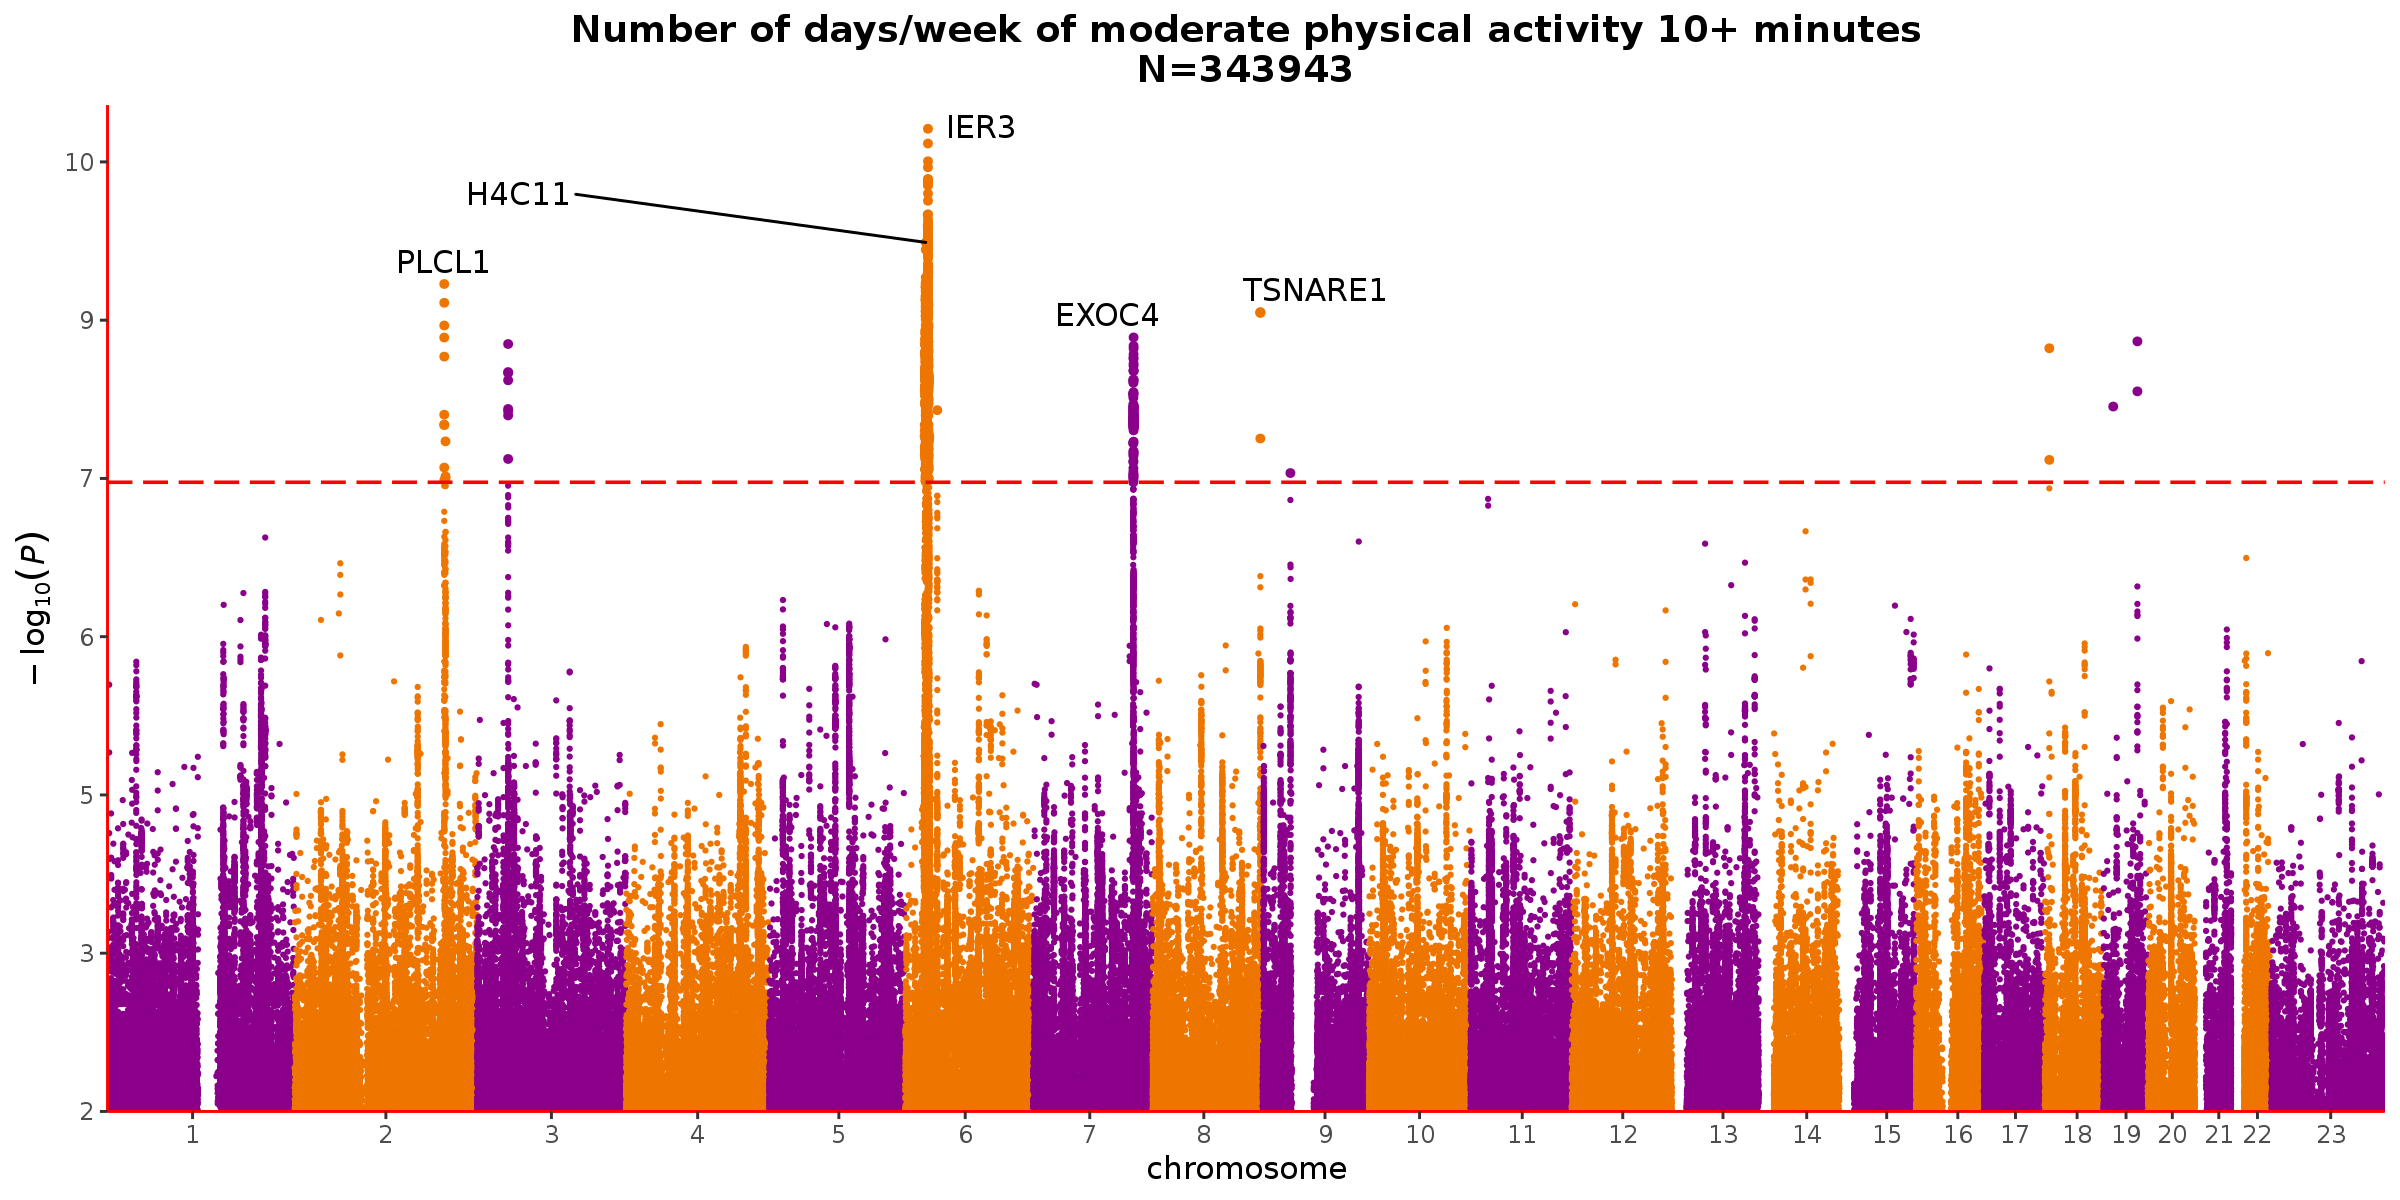 Number of days/week of moderate physical activity 10+ minutes
N=343943
10
9
7
6
5
3
2
−log10(P)
IER3
H4C11
PLCL1
TSNARE1
EXOC4
1 2 3 4 5 6 7 8 9 10 11 12 13 14 15 16 17 18 19 20 21 22 23
chromosome